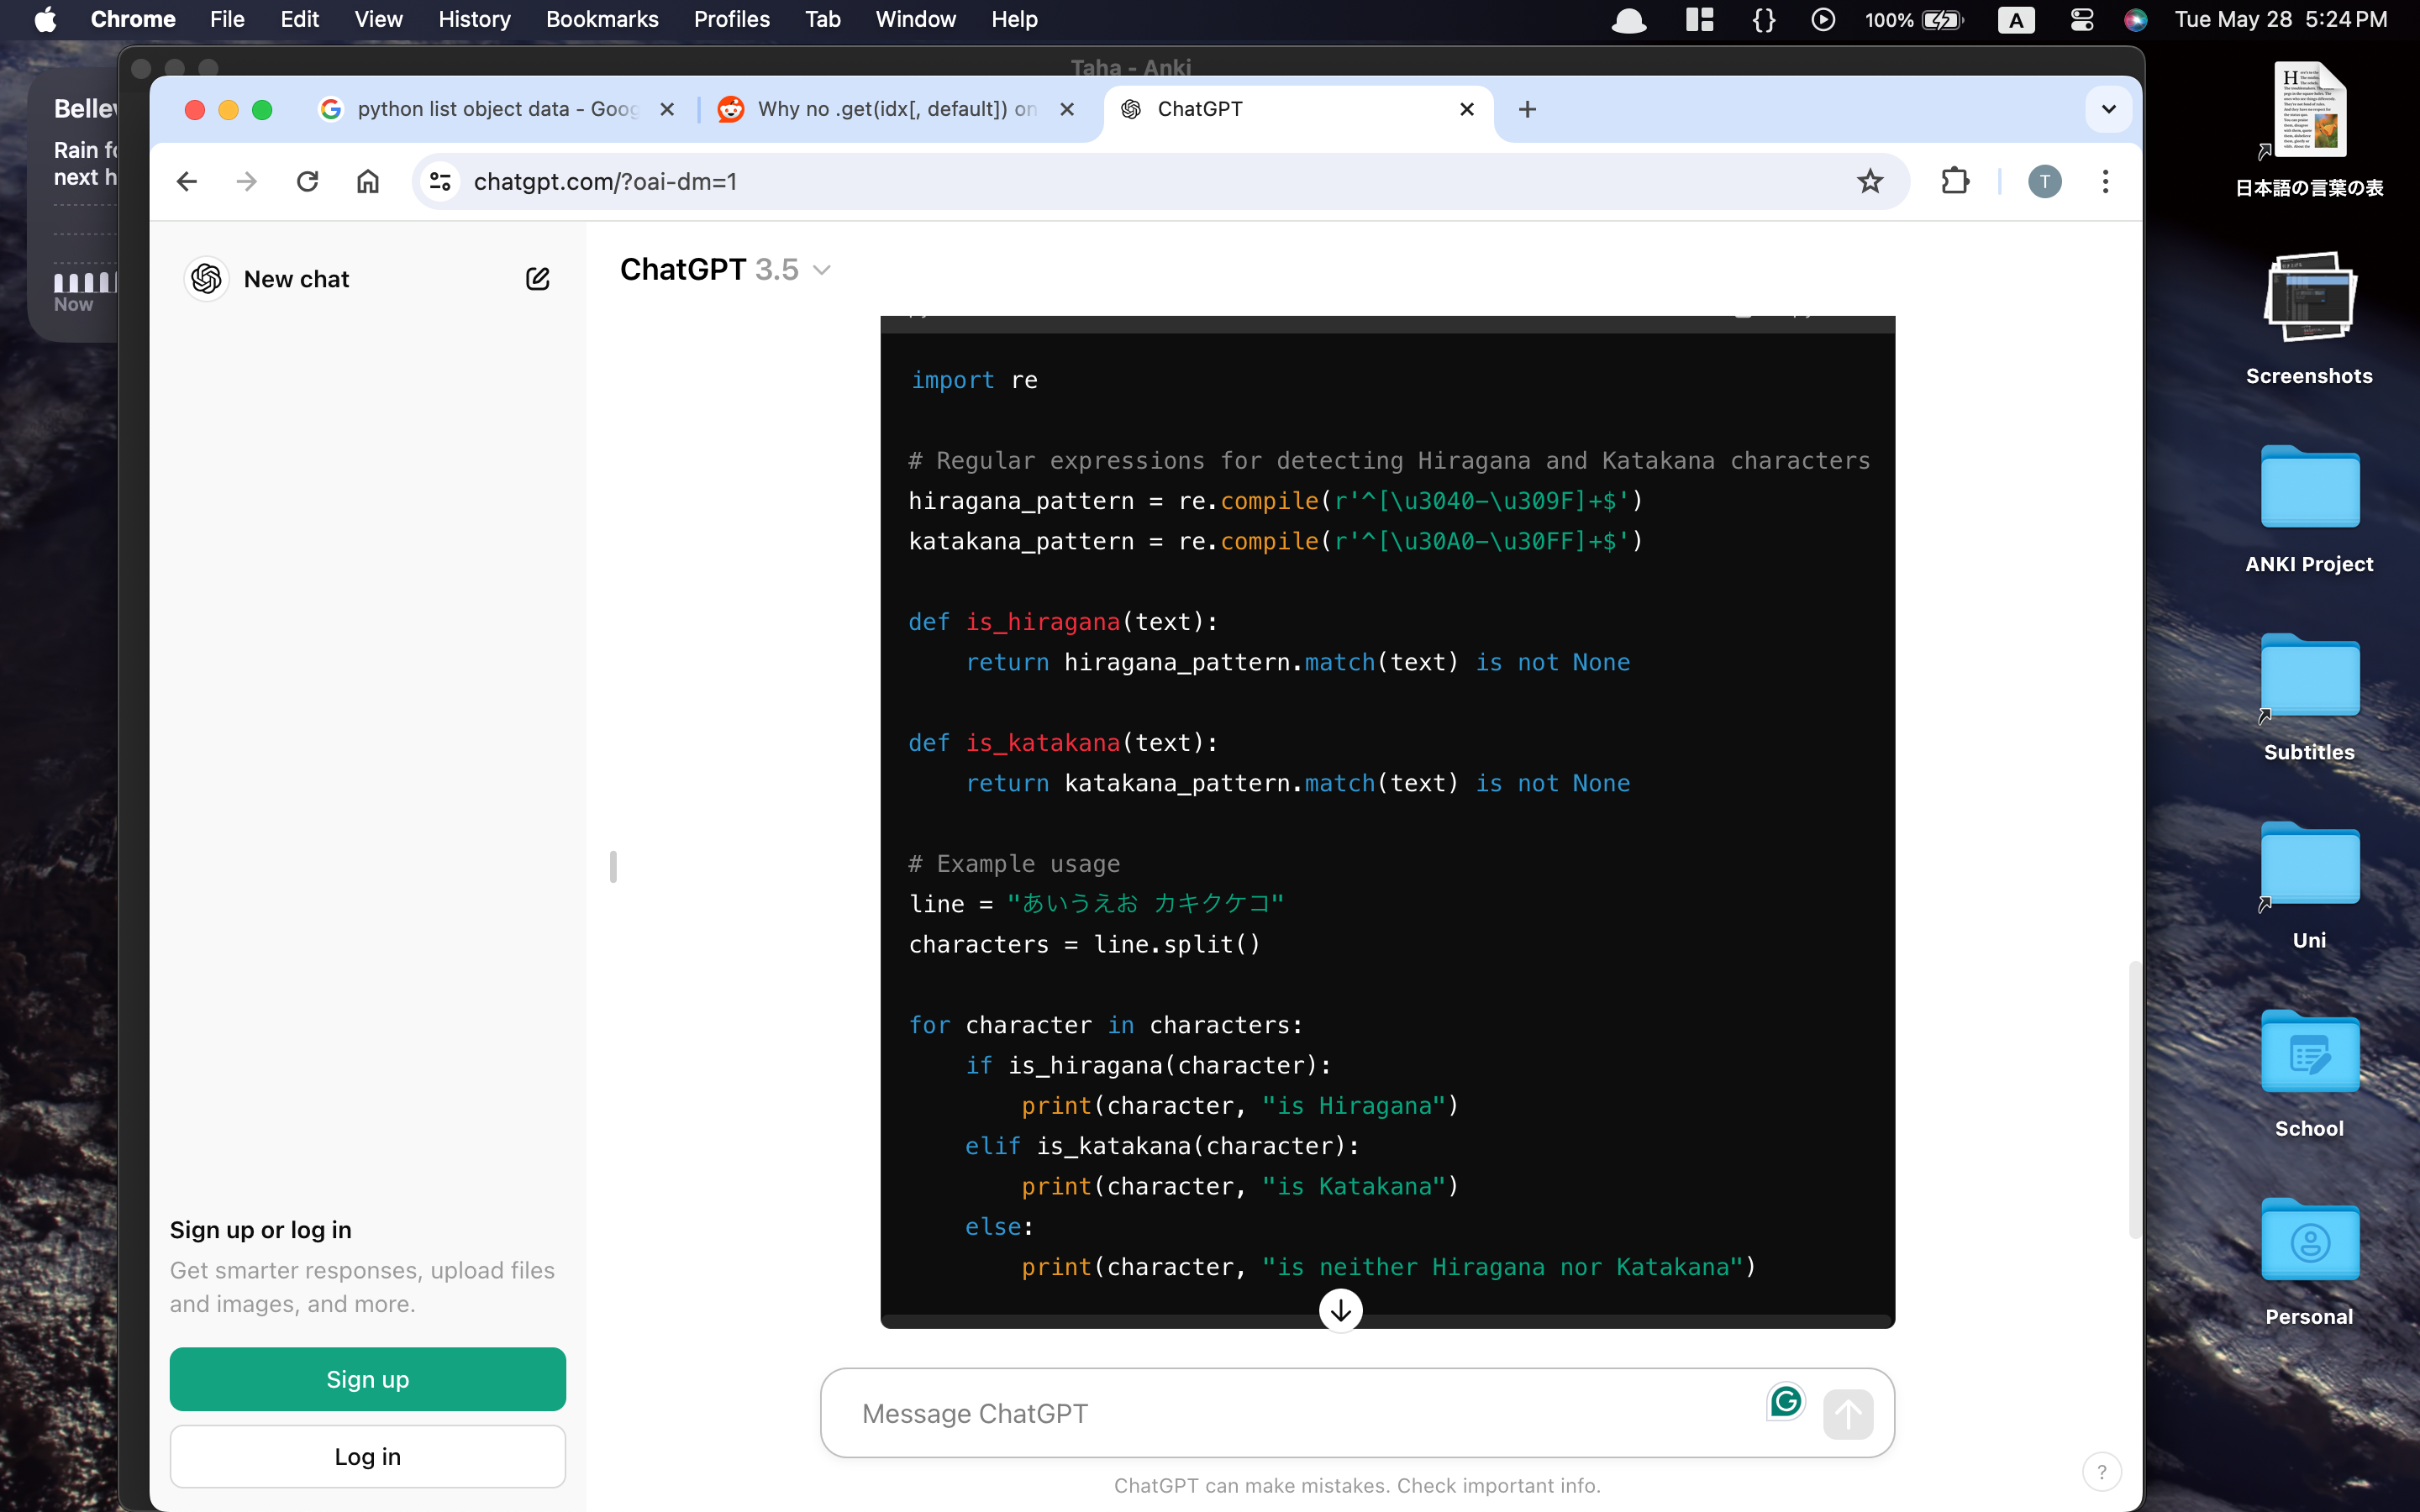 Chrome File Edit View History Bookmarks Profiles Tab Window Help 100% A Tue May 28 5:24 PM
Taha - Anki
python list object data - Goog
Why no .get(idx[, default]) on
ChatGPT
chatgpt.com/?oai-dm=1
T
Rain
next h
Now
New chat
ChatGPT 3.5
import re
# Regular expressions for detecting Hiragana and Katakana characters
hiragana_pattern = re.compile(r'^[\u3040-\u309F]+$')
katakana_pattern = re.compile(r'^[\u30A0-\u30FF]+$')
def is_hiragana(text):
    return hiragana_pattern.match(text) is not None
def is_katakana(text):
    return katakana_pattern.match(text) is not None
# Example usage
line = "あいうえお カキクケコ"
characters = line.split()
for character in characters:
    if is_hiragana(character):
        print(character, "is Hiragana")
    elif is_katakana(character):
        print(character, "is Katakana")
    else:
        print(character, "is neither Hiragana nor Katakana")
Sign up or log in
Get smarter responses, upload files
and images, and more.
Sign up
Log in
Message ChatGPT
ChatGPT can make mistakes. Check important info.
?
日本語の言葉の表
Screenshots
ANKI Project
Subtitles
Uni
School
Personal